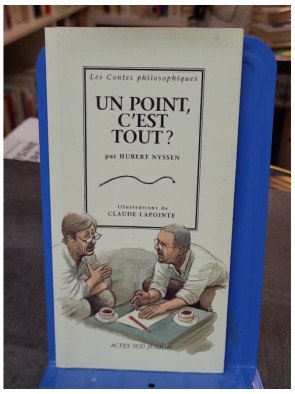 Les Contes philosophiques
UN POINT,
C'EST
TOUT ?
par HUBERT NYSSEN
Illustrations de
CLAUDE LAPOINTE
ACTES SUD JUNIOR